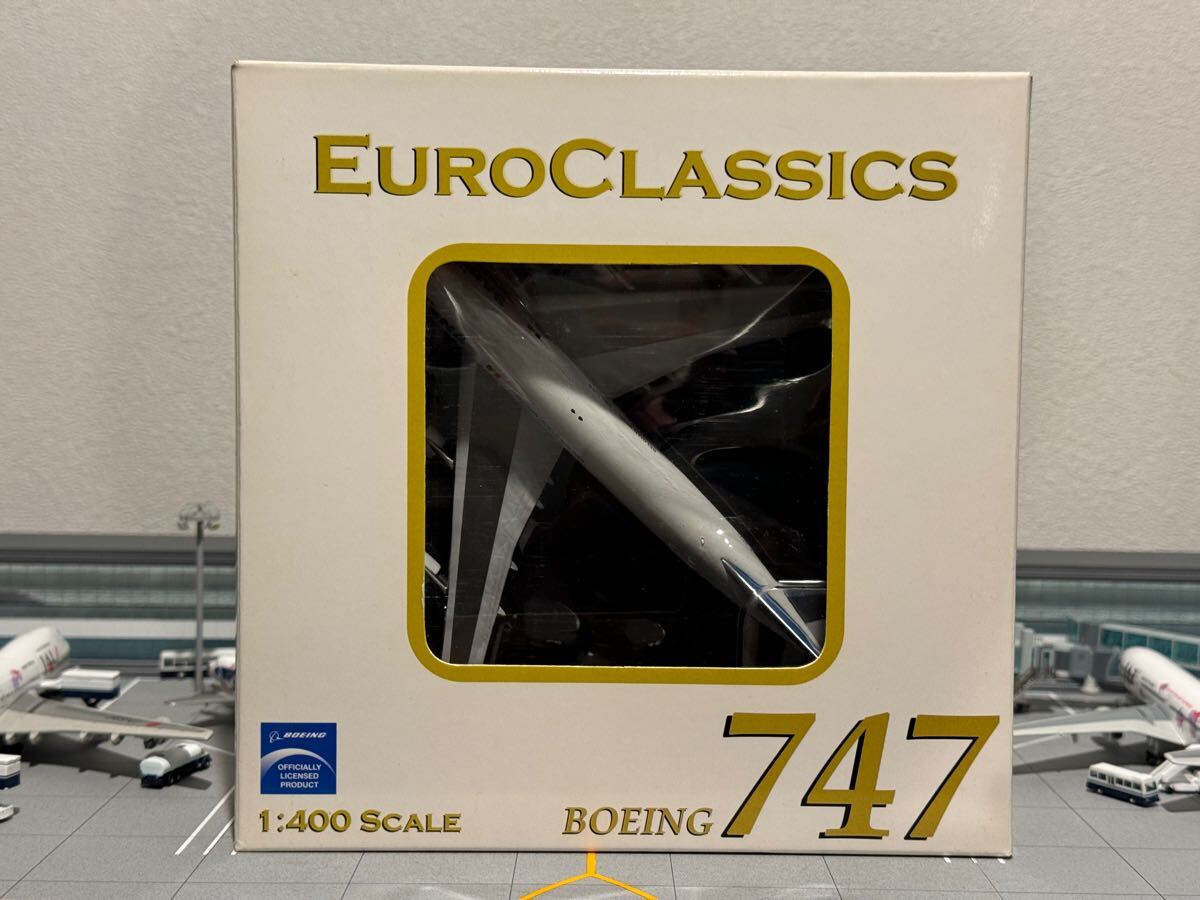 EUROCLASSICS
BOEING
OFFICIALLY
LICENSED
PRODUCT
1:400 SCALE
BOEING 747